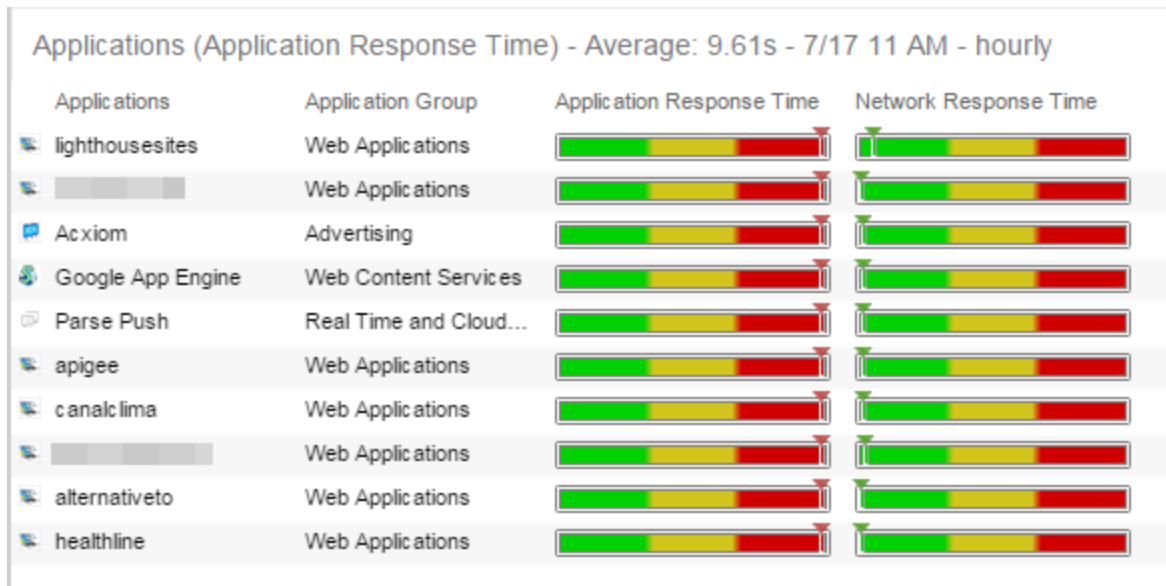 Applications (Application Response Time) - Average: 9.61s - 7/17 11 AM - hourly
Applications Application Group Application Response Time Network Response Time
lighthousesites Web Applications
Web Applications
Acxiom Advertising
Google App Engine Web Content Services
Parse Push Real Time and Cloud...
apigee Web Applications
canalclima Web Applications
Web Applications
alternativeto Web Applications
healthline Web Applications